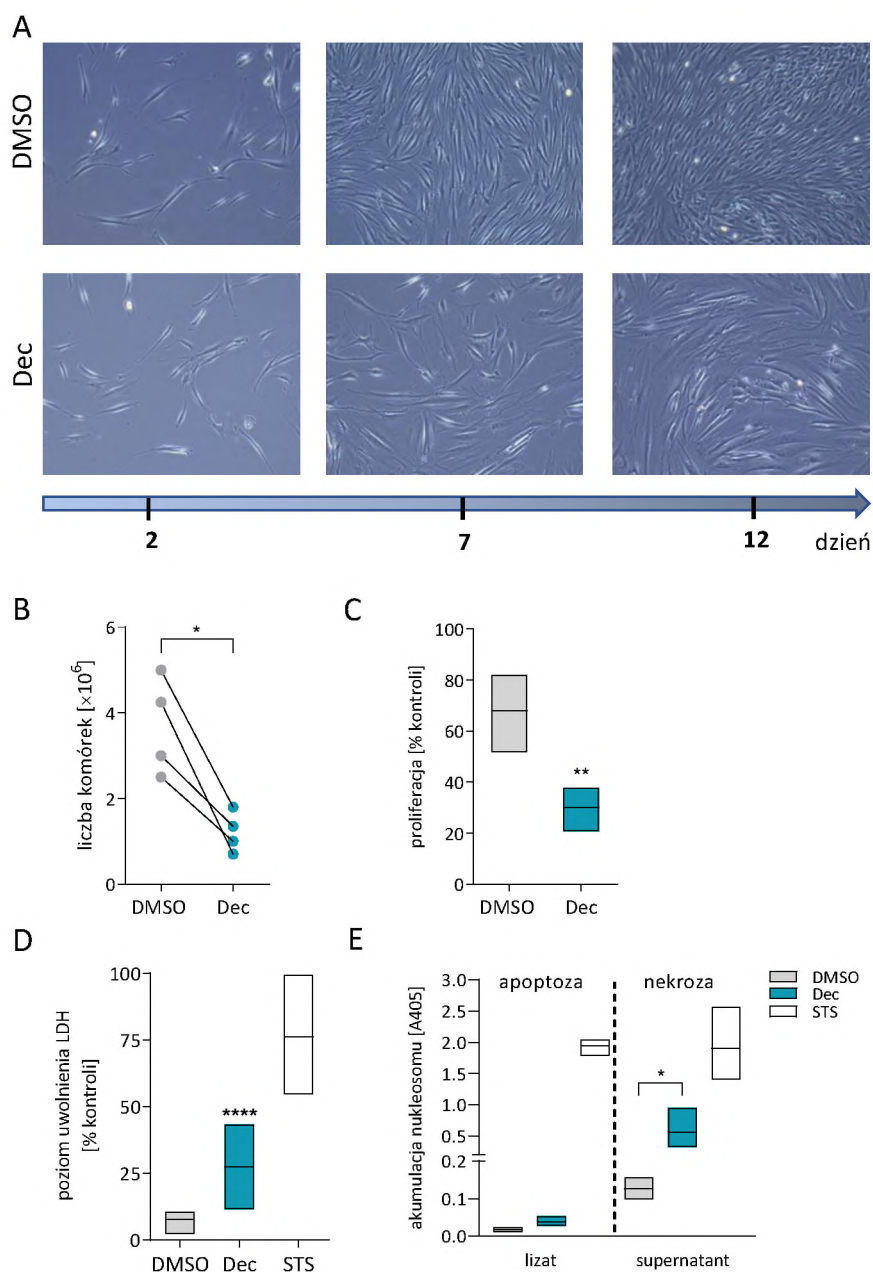 A
DMSO
Dec
2
7
12
dzień
B
liczba komórek [×10⁶]
6
4
2
0
*
DMSO
Dec
C
proliferacja [% kontroli]
100
80
60
40
20
0
**
DMSO
Dec
D
poziom uwolnienia LDH
[% kontroli]
100
75
50
25
0
****
DMSO
Dec
STS
E
akumulacja nukleosomu [A405]
3.0
2.5
2.0
1.5
1.0
0.5
0.2
0.1
0.0
apoptoza
nekroza
*
lizat
supernatant
DMSO
Dec
STS